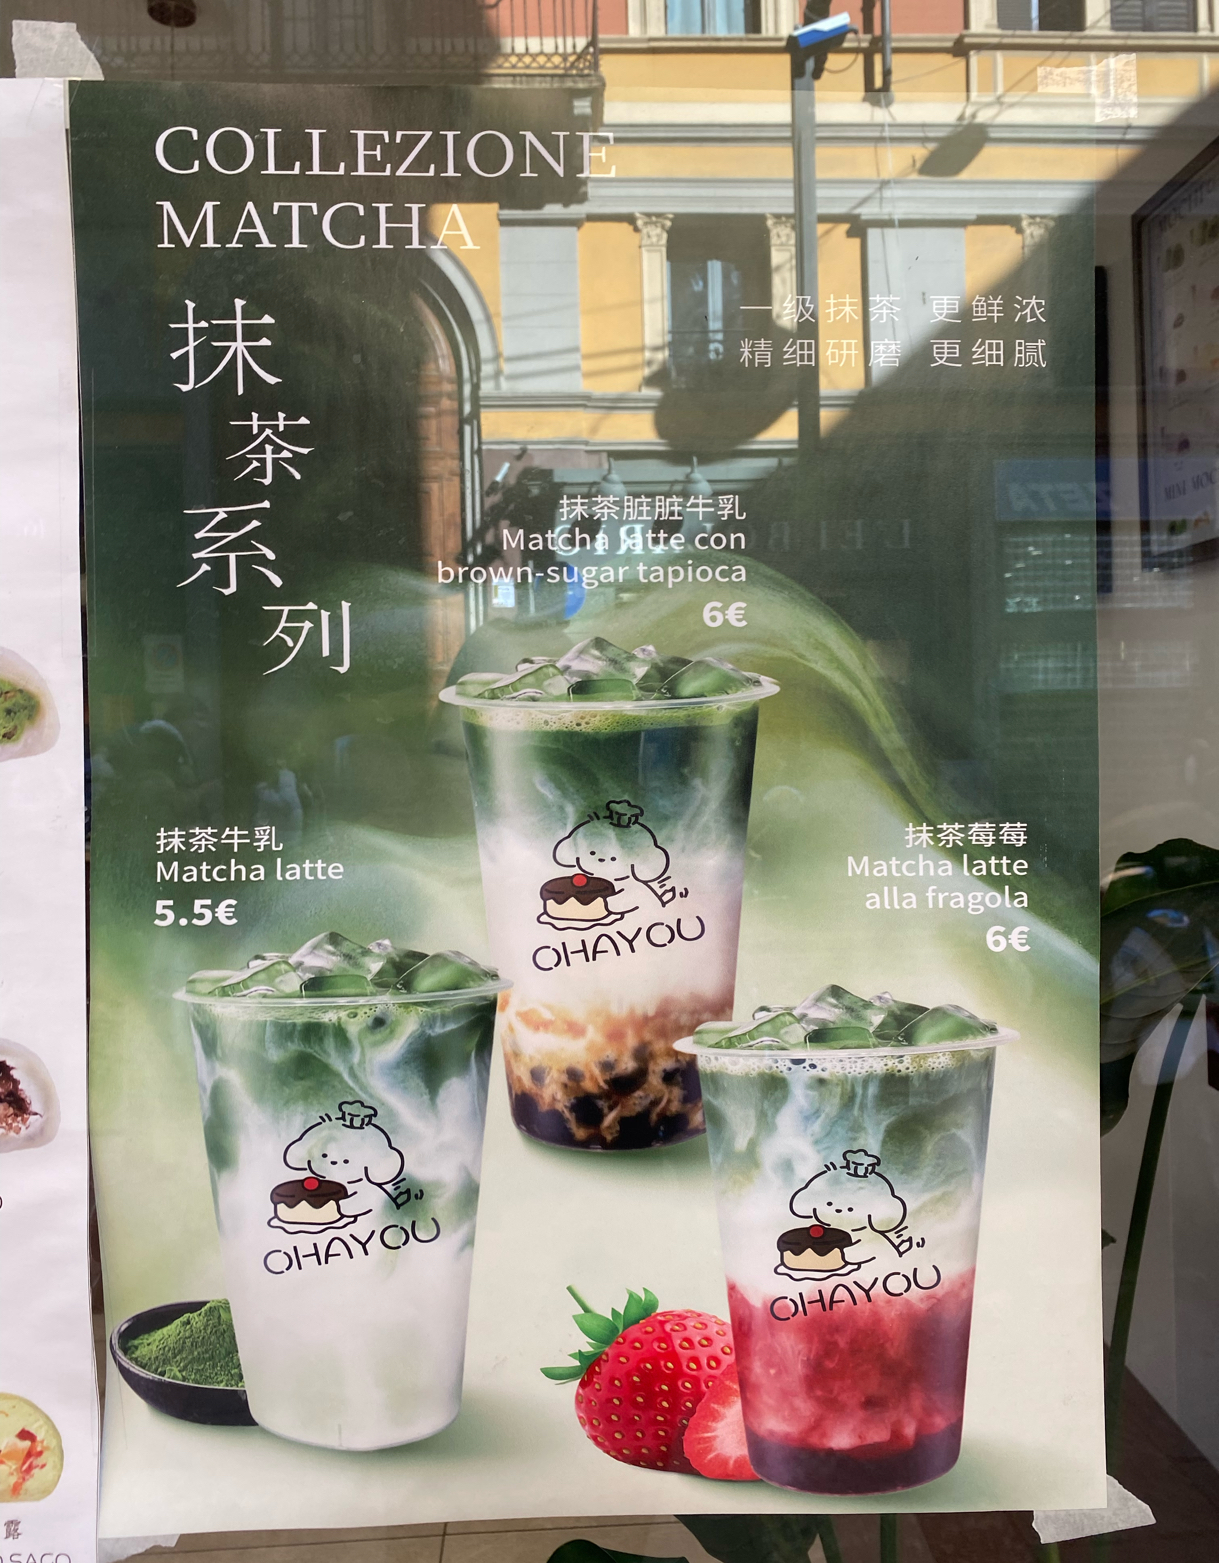 COLLEZIONE
MATCHA
抹
茶
系
列
一级抹茶 更鲜浓
精细研磨 更细腻
抹茶脏脏牛乳
Matcha latte con
brown-sugar tapioca
6€
抹茶牛乳
Matcha latte
5.5€
抹茶莓莓
Matcha latte
alla fragola
6€
OHAYOU
OHAYOU
OHAYOU
露
SAGO